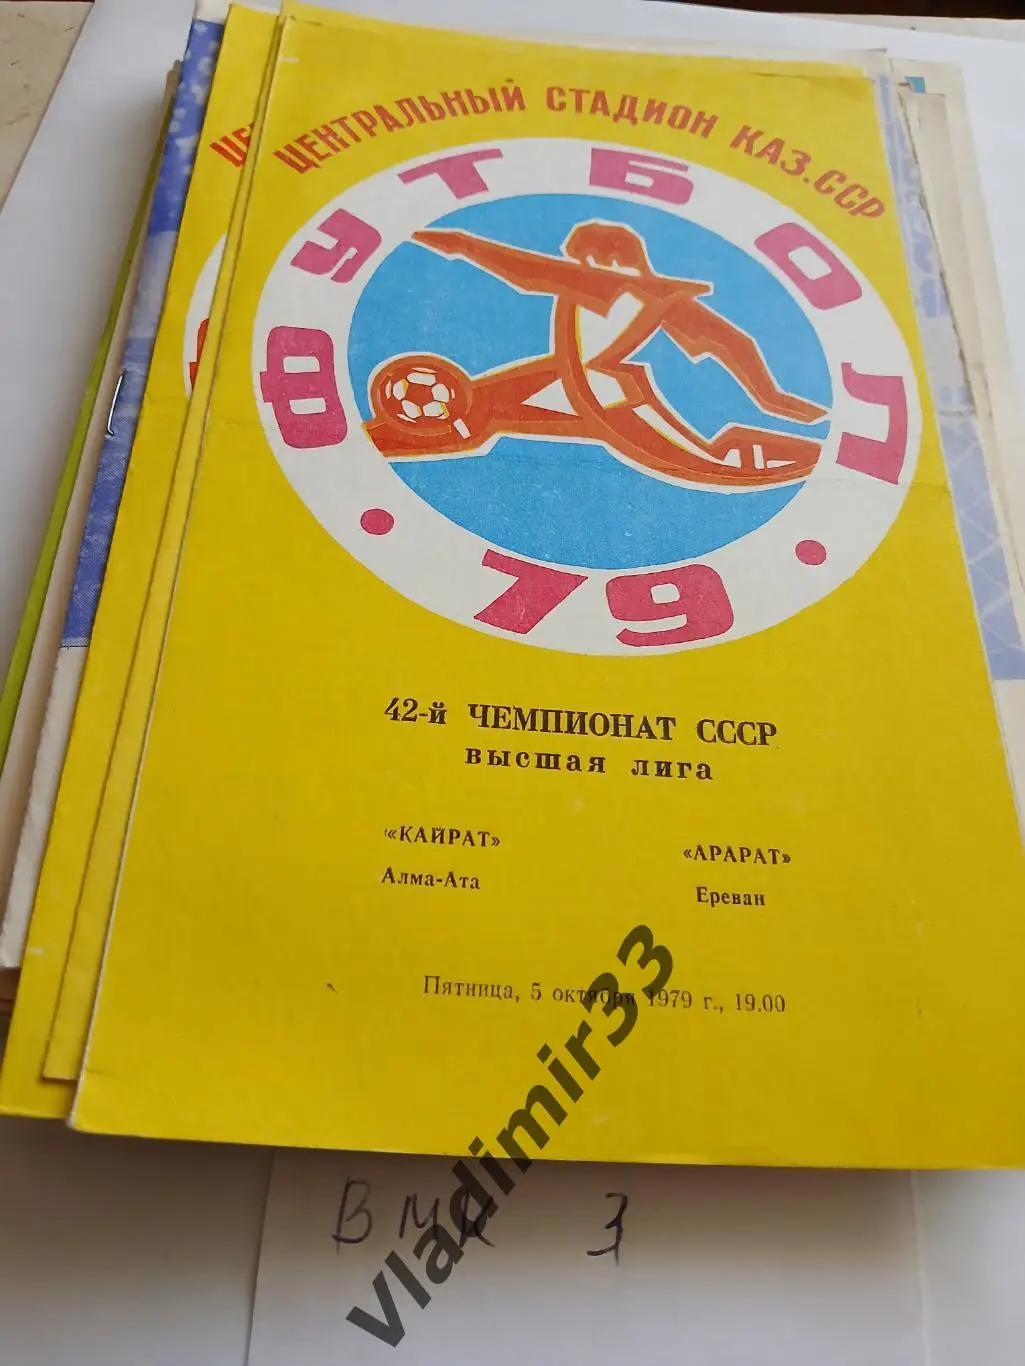 ЦЕНТРАЛЬНЫЙ СТАДИОН КАЗ.ССР
ФУТБОЛ
• 79 •
42-й ЧЕМПИОНАТ СССР
высшая лига
«КАЙРАТ» «АРАРАТ»
Алма-Ата Ереван
Пятница, 5 октября 1979 г., 19.00
vladimir33